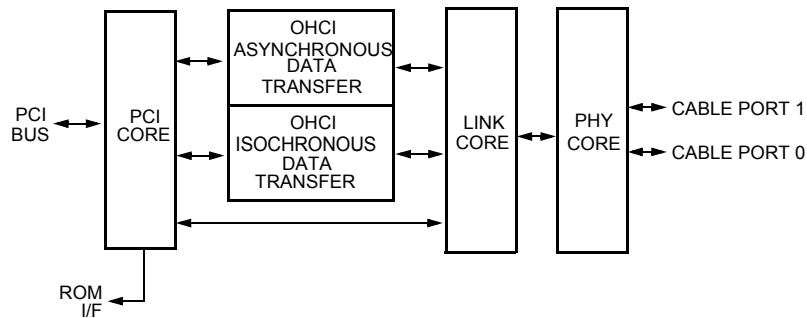 OHCI
ASYNCHRONOUS
DATA
TRANSFER
OHCI
ISOCHRONOUS
DATA
TRANSFER
PCI
BUS
PCI
CORE
LINK
CORE
PHY
CORE
CABLE PORT 1
CABLE PORT 0
ROM
I/F